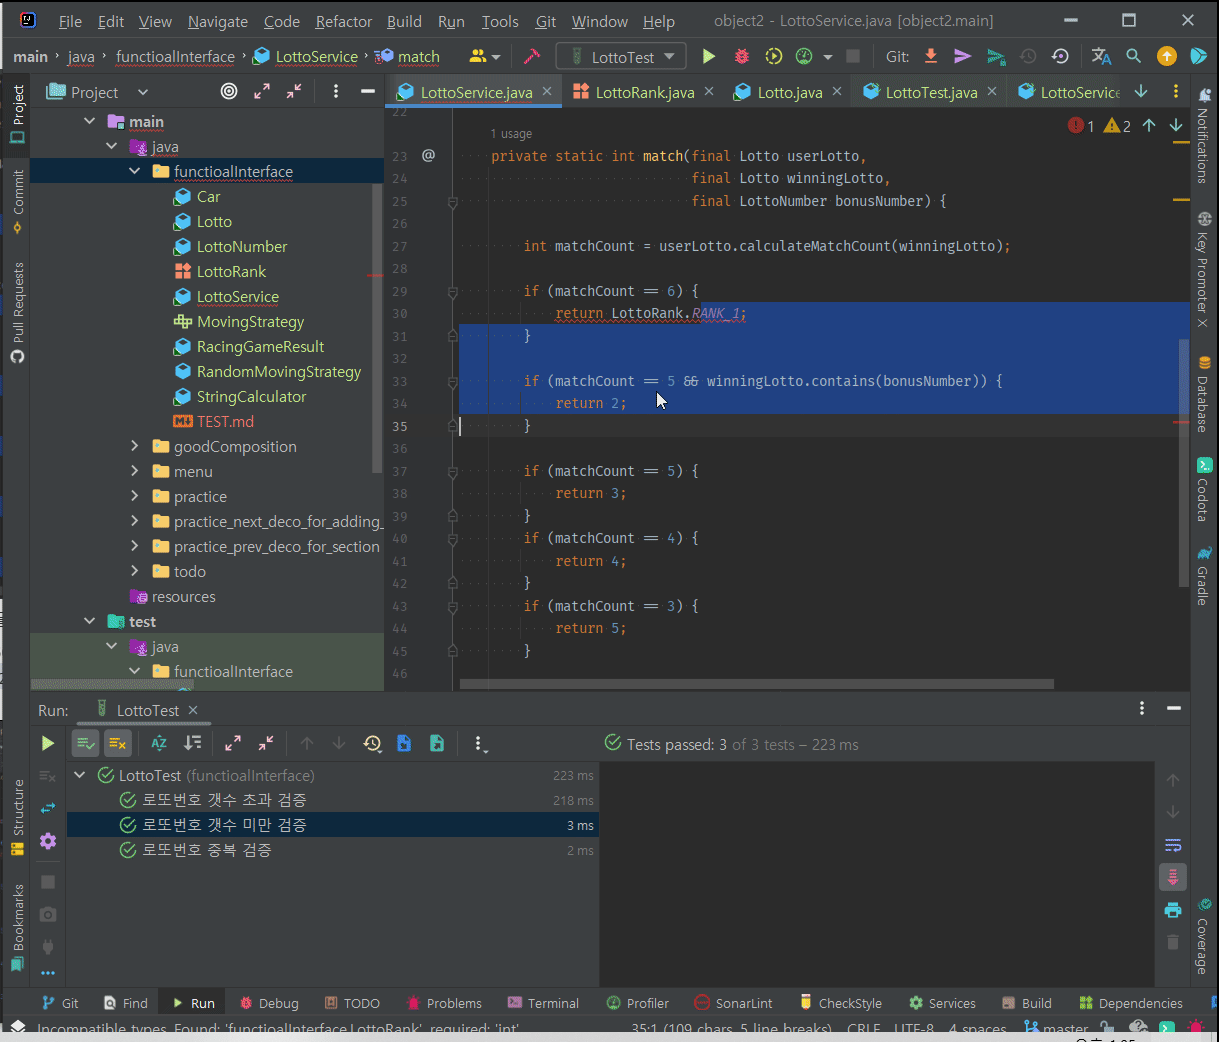 File Edit View Navigate Code Refactor Build Run Tools Git Window Help object2 - LottoService.java [object2.main]
main java functioalInterface LottoService match LottoTest Git:
Project
LottoService.java LottoRank.java Lotto.java LottoTest.java LottoService
main
java
functioalInterface
Car
Lotto
LottoNumber
LottoRank
LottoService
MovingStrategy
RacingGameResult
RandomMovingStrategy
StringCalculator
TEST.md
goodComposition
menu
practice
practice_next_deco_for_adding_
practice_prev_deco_for_section
todo
resources
test
java
functioalInterface
1 2
22
1 usage
23 @ private static int match(final Lotto userLotto,
24 final Lotto winningLotto,
25 final LottoNumber bonusNumber) {
26
27 int matchCount = userLotto.calculateMatchCount(winningLotto);
28
29 if (matchCount == 6) {
30 return LottoRank.RANK_1;
31 }
32
33 if (matchCount == 5 && winningLotto.contains(bonusNumber)) {
34 return 2;
35 }
36
37 if (matchCount == 5) {
38 return 3;
39 }
40 if (matchCount == 4) {
41 return 4;
42 }
43 if (matchCount == 3) {
44 return 5;
45 }
46
Project
Commit
Pull Requests
Structure
Bookmarks
Notifications
Key Promoter X
Database
Codota
Gradle
Coverage
Run: LottoTest
Tests passed: 3 of 3 tests – 223 ms
LottoTest (functioalInterface) 223 ms
로또번호 갯수 초과 검증 218 ms
로또번호 갯수 미만 검증 3 ms
로또번호 중복 검증 2 ms
Git Find Run Debug TODO Problems Terminal Profiler SonarLint CheckStyle Services Build Dependencies
Incompatible types. Found: 'functioalInterface.LottoRank', required: 'int' 35:1 (109 chars, 5 line breaks) CRLF UTF-8 4 spaces master